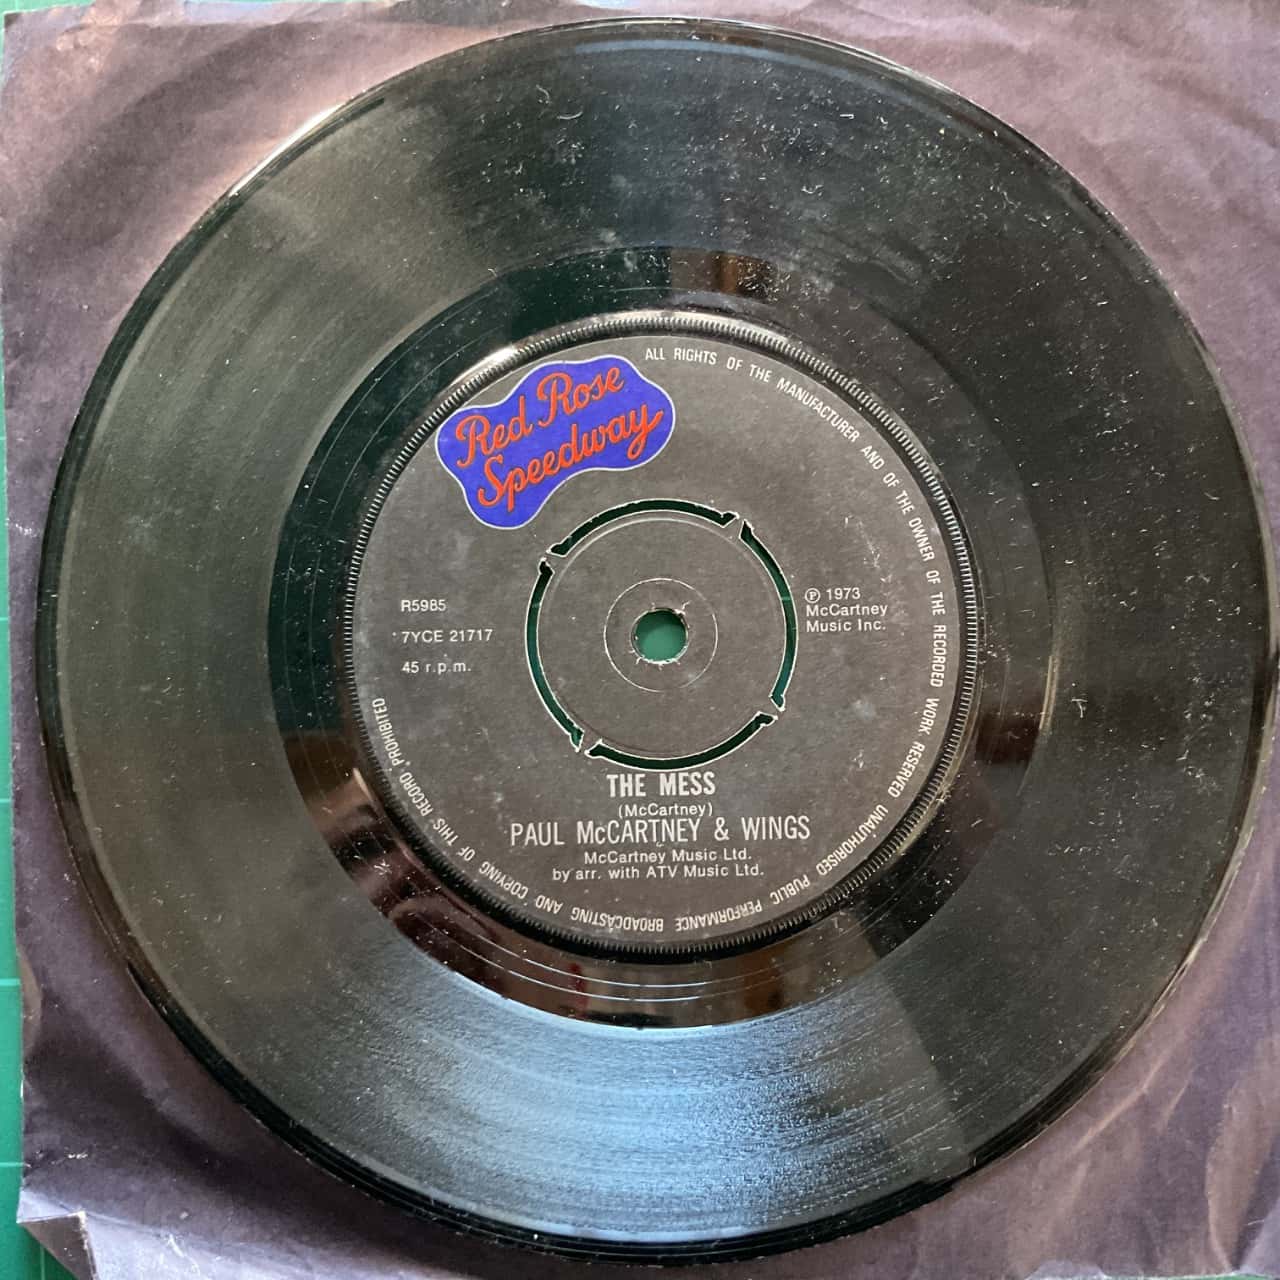 Red Rose
Speedway
ALL RIGHTS OF THE MANUFACTURER AND OF THE OWNER OF THE RECORDED WORK RESERVED UNAUTHORISED PUBLIC PERFORMANCE BROADCASTING AND COPYING OF THIS RECORD PROHIBITED
R5985
7YCE 21717
45 r.p.m.
℗ 1973
McCartney
Music Inc.
THE MESS
(McCartney)
PAUL McCARTNEY & WINGS
McCartney Music Ltd.
by arr. with ATV Music Ltd.